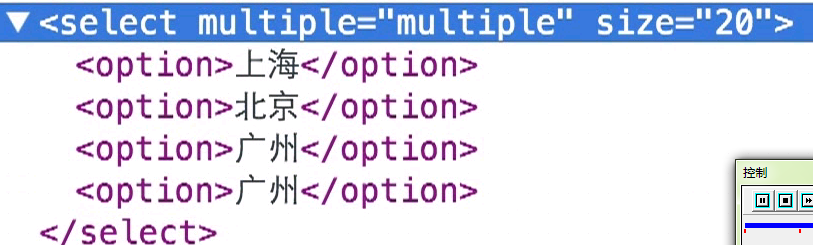 ▼<select multiple="multiple" size="20">
<option>上海</option>
<option>北京</option>
<option>广州</option>
<option>广州</option>
</select>
控制